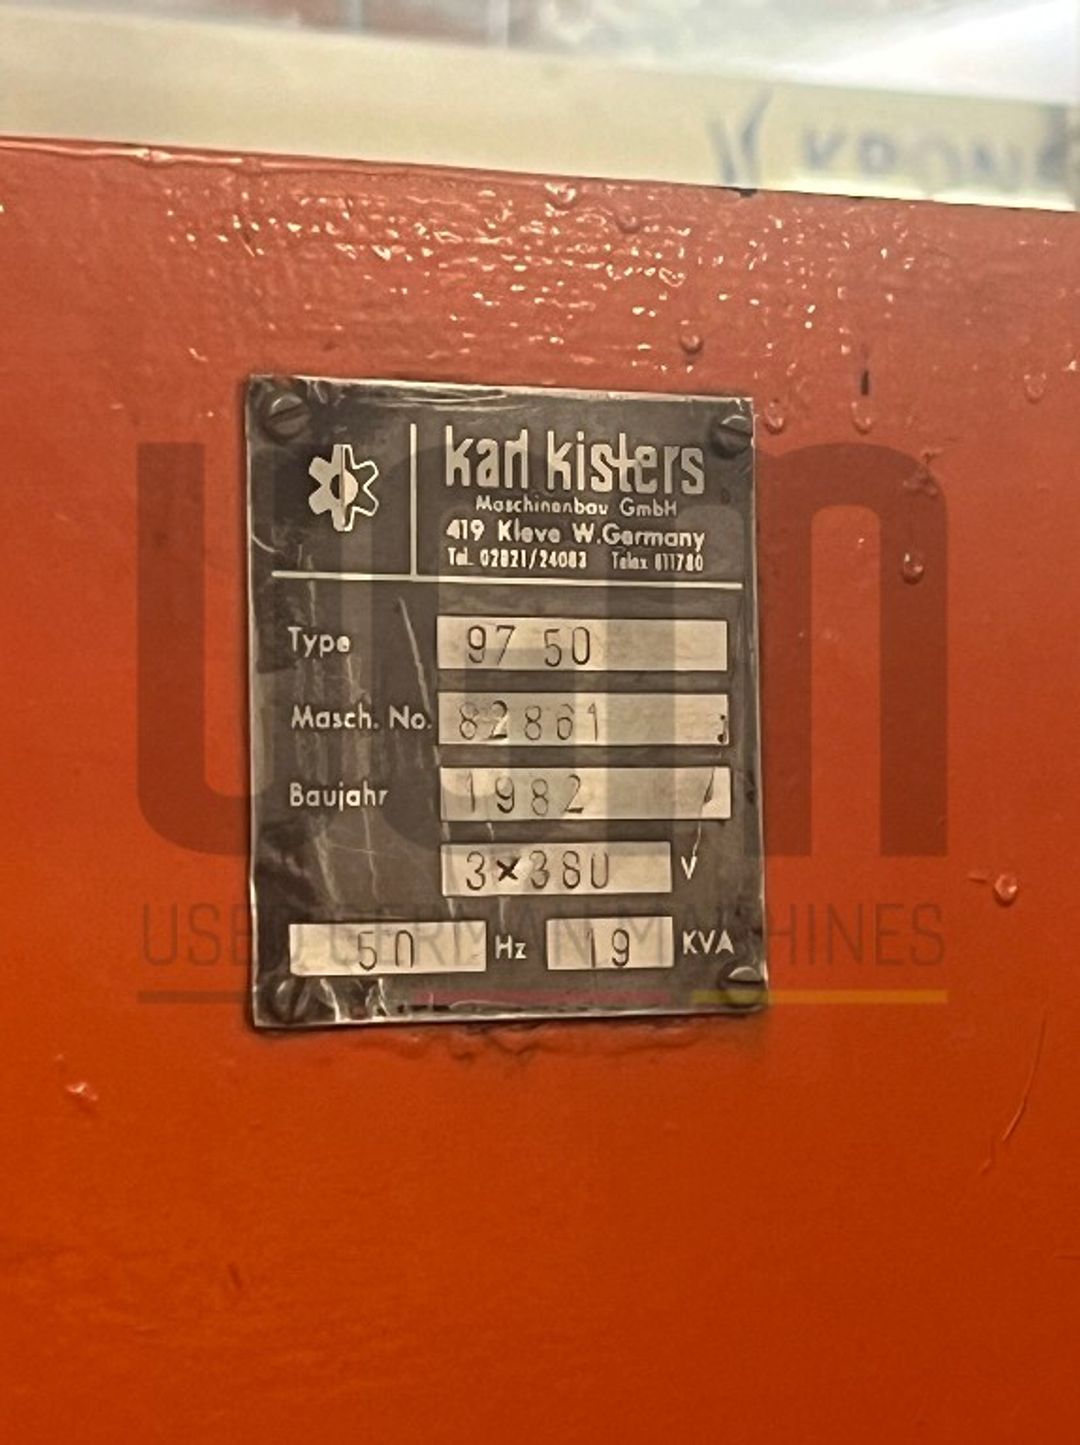 karl kisters
Maschinenbau GmbH
419 Kleve W.Germany
Tel. 02821/24083 Telex 811780
Type 97 50
Masch. No. 82861
Baujahr 1982
3×380 V
50 Hz 19 KVA
ugm
USED GERMAN MACHINES